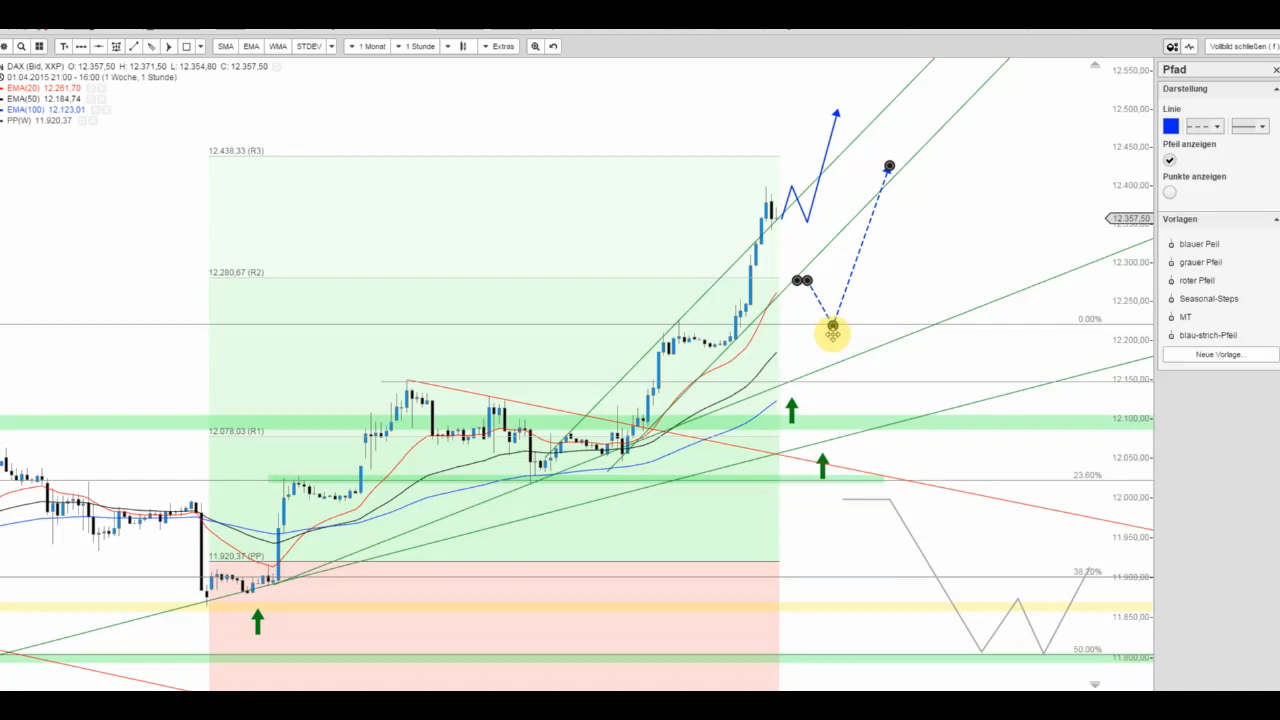 T
SMA EMA WMA STDEV 1 Monat 1 Stunde Extras Vollbild schließen ( f )
DAX (Bid, XXP) O: 12.357,50 H: 12.371,50 L: 12.354,80 C: 12.357,50
01.04.2015 21:00 - 16:00 (1 Woche, 1 Stunde)
EMA(20) 12.261,70
EMA(50) 12.184,74
EMA(100) 12.123,01
PP(W) 11.920,37
12.438,33 (R3)
12.280,67 (R2)
12.078,03 (R1)
11.920,37 (PP)
0.00%
23.60%
38.20%
50.00%
12.550,00
12.500,00
12.450,00
12.400,00
12.357,50
12.300,00
12.250,00
12.200,00
12.150,00
12.100,00
12.050,00
12.000,00
11.950,00
11.900,00
11.850,00
11.800,00
Pfad
Darstellung
Linie
Pfeil anzeigen
Punkte anzeigen
Vorlagen
blauer Peil
grauer Pfeil
roter Pfeil
Seasonal-Steps
MT
blau-strich-Pfeil
Neue Vorlage...